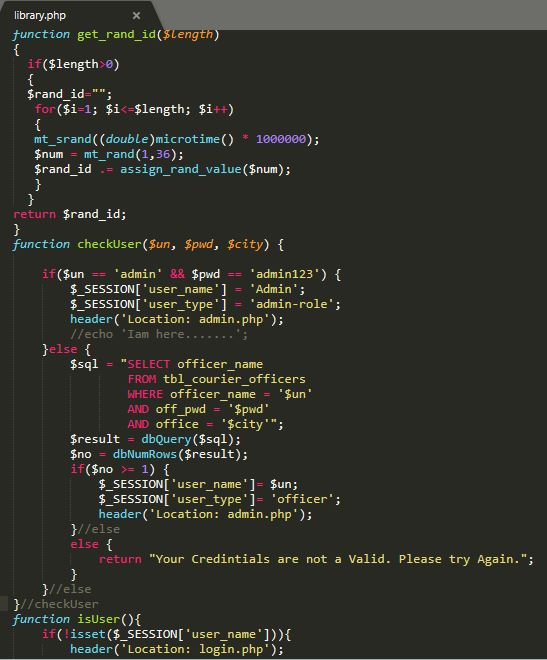 library.php ×
function get_rand_id($length)
{
if($length>0)
{
$rand_id="";
for($i=1; $i<=$length; $i++)
{
mt_srand((double)microtime() * 1000000);
$num = mt_rand(1,36);
$rand_id .= assign_rand_value($num);
}
}
return $rand_id;
}
function checkUser($un, $pwd, $city) {
if($un == 'admin' && $pwd == 'admin123') {
$_SESSION['user_name'] = 'Admin';
$_SESSION['user_type'] = 'admin-role';
header('Location: admin.php');
//echo 'Iam here.......';
}else {
$sql = "SELECT officer_name
FROM tbl_courier_officers
WHERE officer_name = '$un'
AND off_pwd = '$pwd'
AND office = '$city'";
$result = dbQuery($sql);
$no = dbNumRows($result);
if($no >= 1) {
$_SESSION['user_name']= $un;
$_SESSION['user_type']= 'officer';
header('Location: admin.php');
}//else
else {
return "Your Credintials are not a Valid. Please try Again.";
}
}//else
}//checkUser
function isUser(){
if(!isset($_SESSION['user_name'])){
header('Location: login.php');